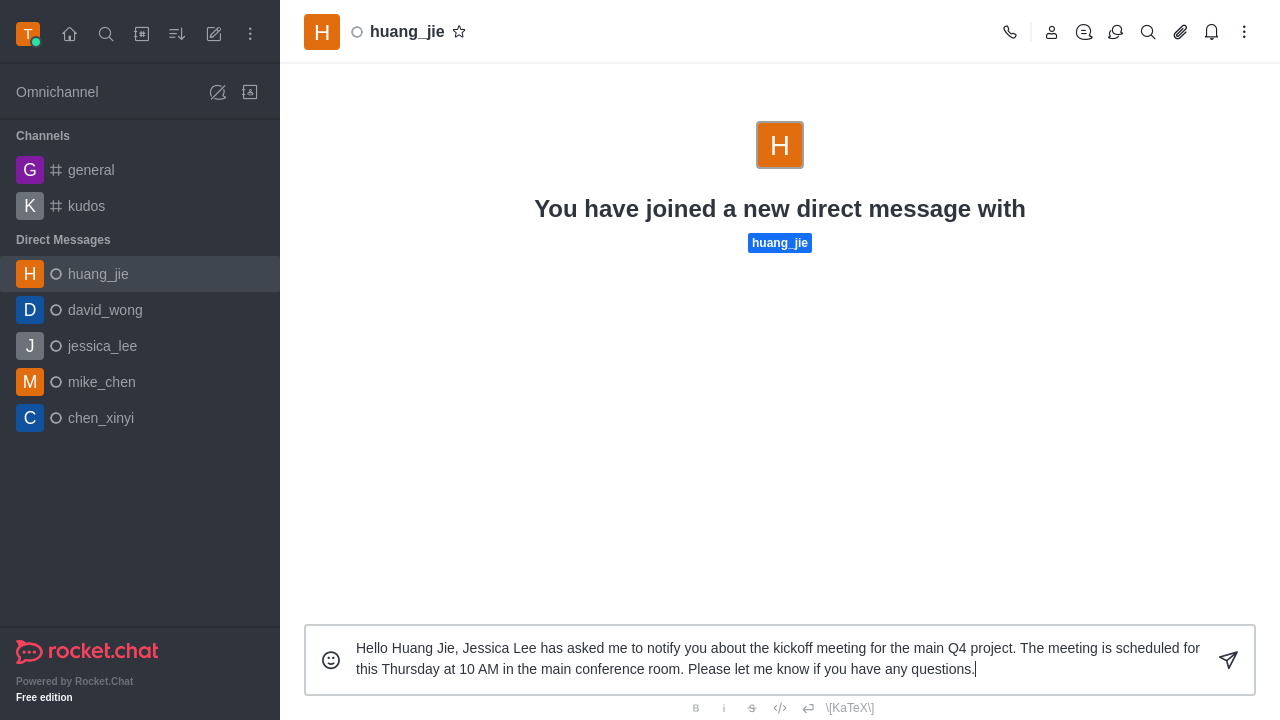 T
H huang_jie
Omnichannel
Channels
G general
K kudos
Direct Messages
H huang_jie
D david_wong
J jessica_lee
M mike_chen
C chen_xinyi
rocket.chat
Powered by Rocket.Chat
Free edition
H
You have joined a new direct message with
huang_jie
Hello Huang Jie, Jessica Lee has asked me to notify you about the kickoff meeting for the main Q4 project. The meeting is scheduled for
this Thursday at 10 AM in the main conference room. Please let me know if you have any questions.
B i S </> \[KaTeX\]